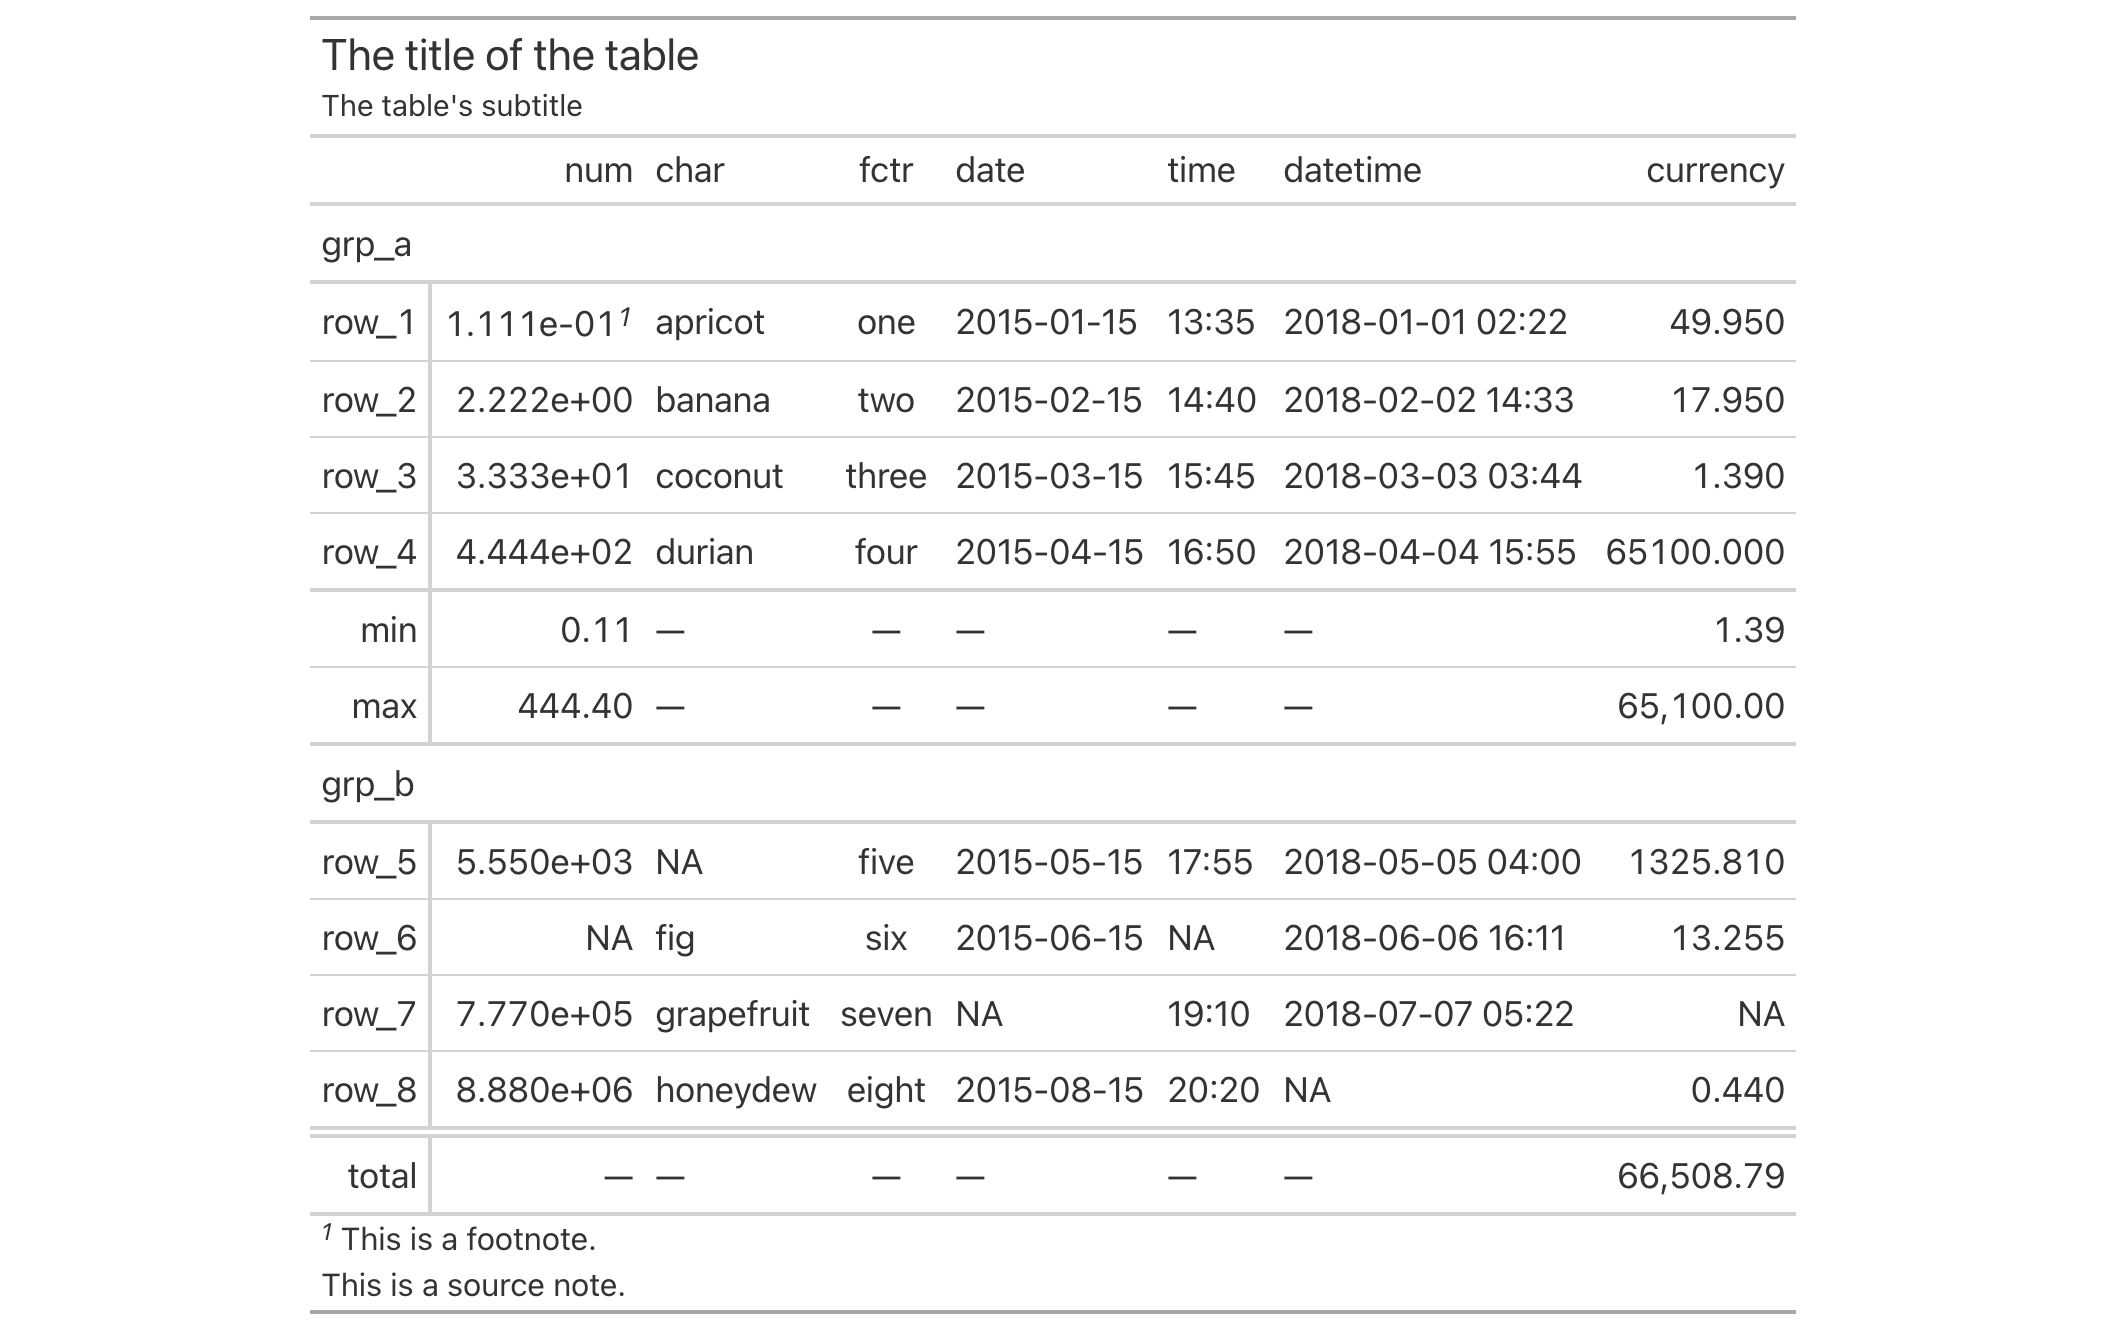 The title of the table
The table's subtitle
num char fctr date time datetime currency
grp_a
row_1 1.111e-01¹ apricot one 2015-01-15 13:35 2018-01-01 02:22 49.950
row_2 2.222e+00 banana two 2015-02-15 14:40 2018-02-02 14:33 17.950
row_3 3.333e+01 coconut three 2015-03-15 15:45 2018-03-03 03:44 1.390
row_4 4.444e+02 durian four 2015-04-15 16:50 2018-04-04 15:55 65100.000
min 0.11 — — — — — 1.39
max 444.40 — — — — — 65,100.00
grp_b
row_5 5.550e+03 NA five 2015-05-15 17:55 2018-05-05 04:00 1325.810
row_6 NA fig six 2015-06-15 NA 2018-06-06 16:11 13.255
row_7 7.770e+05 grapefruit seven NA 19:10 2018-07-07 05:22 NA
row_8 8.880e+06 honeydew eight 2015-08-15 20:20 NA 0.440
total — — — — — — 66,508.79
¹ This is a footnote.
This is a source note.